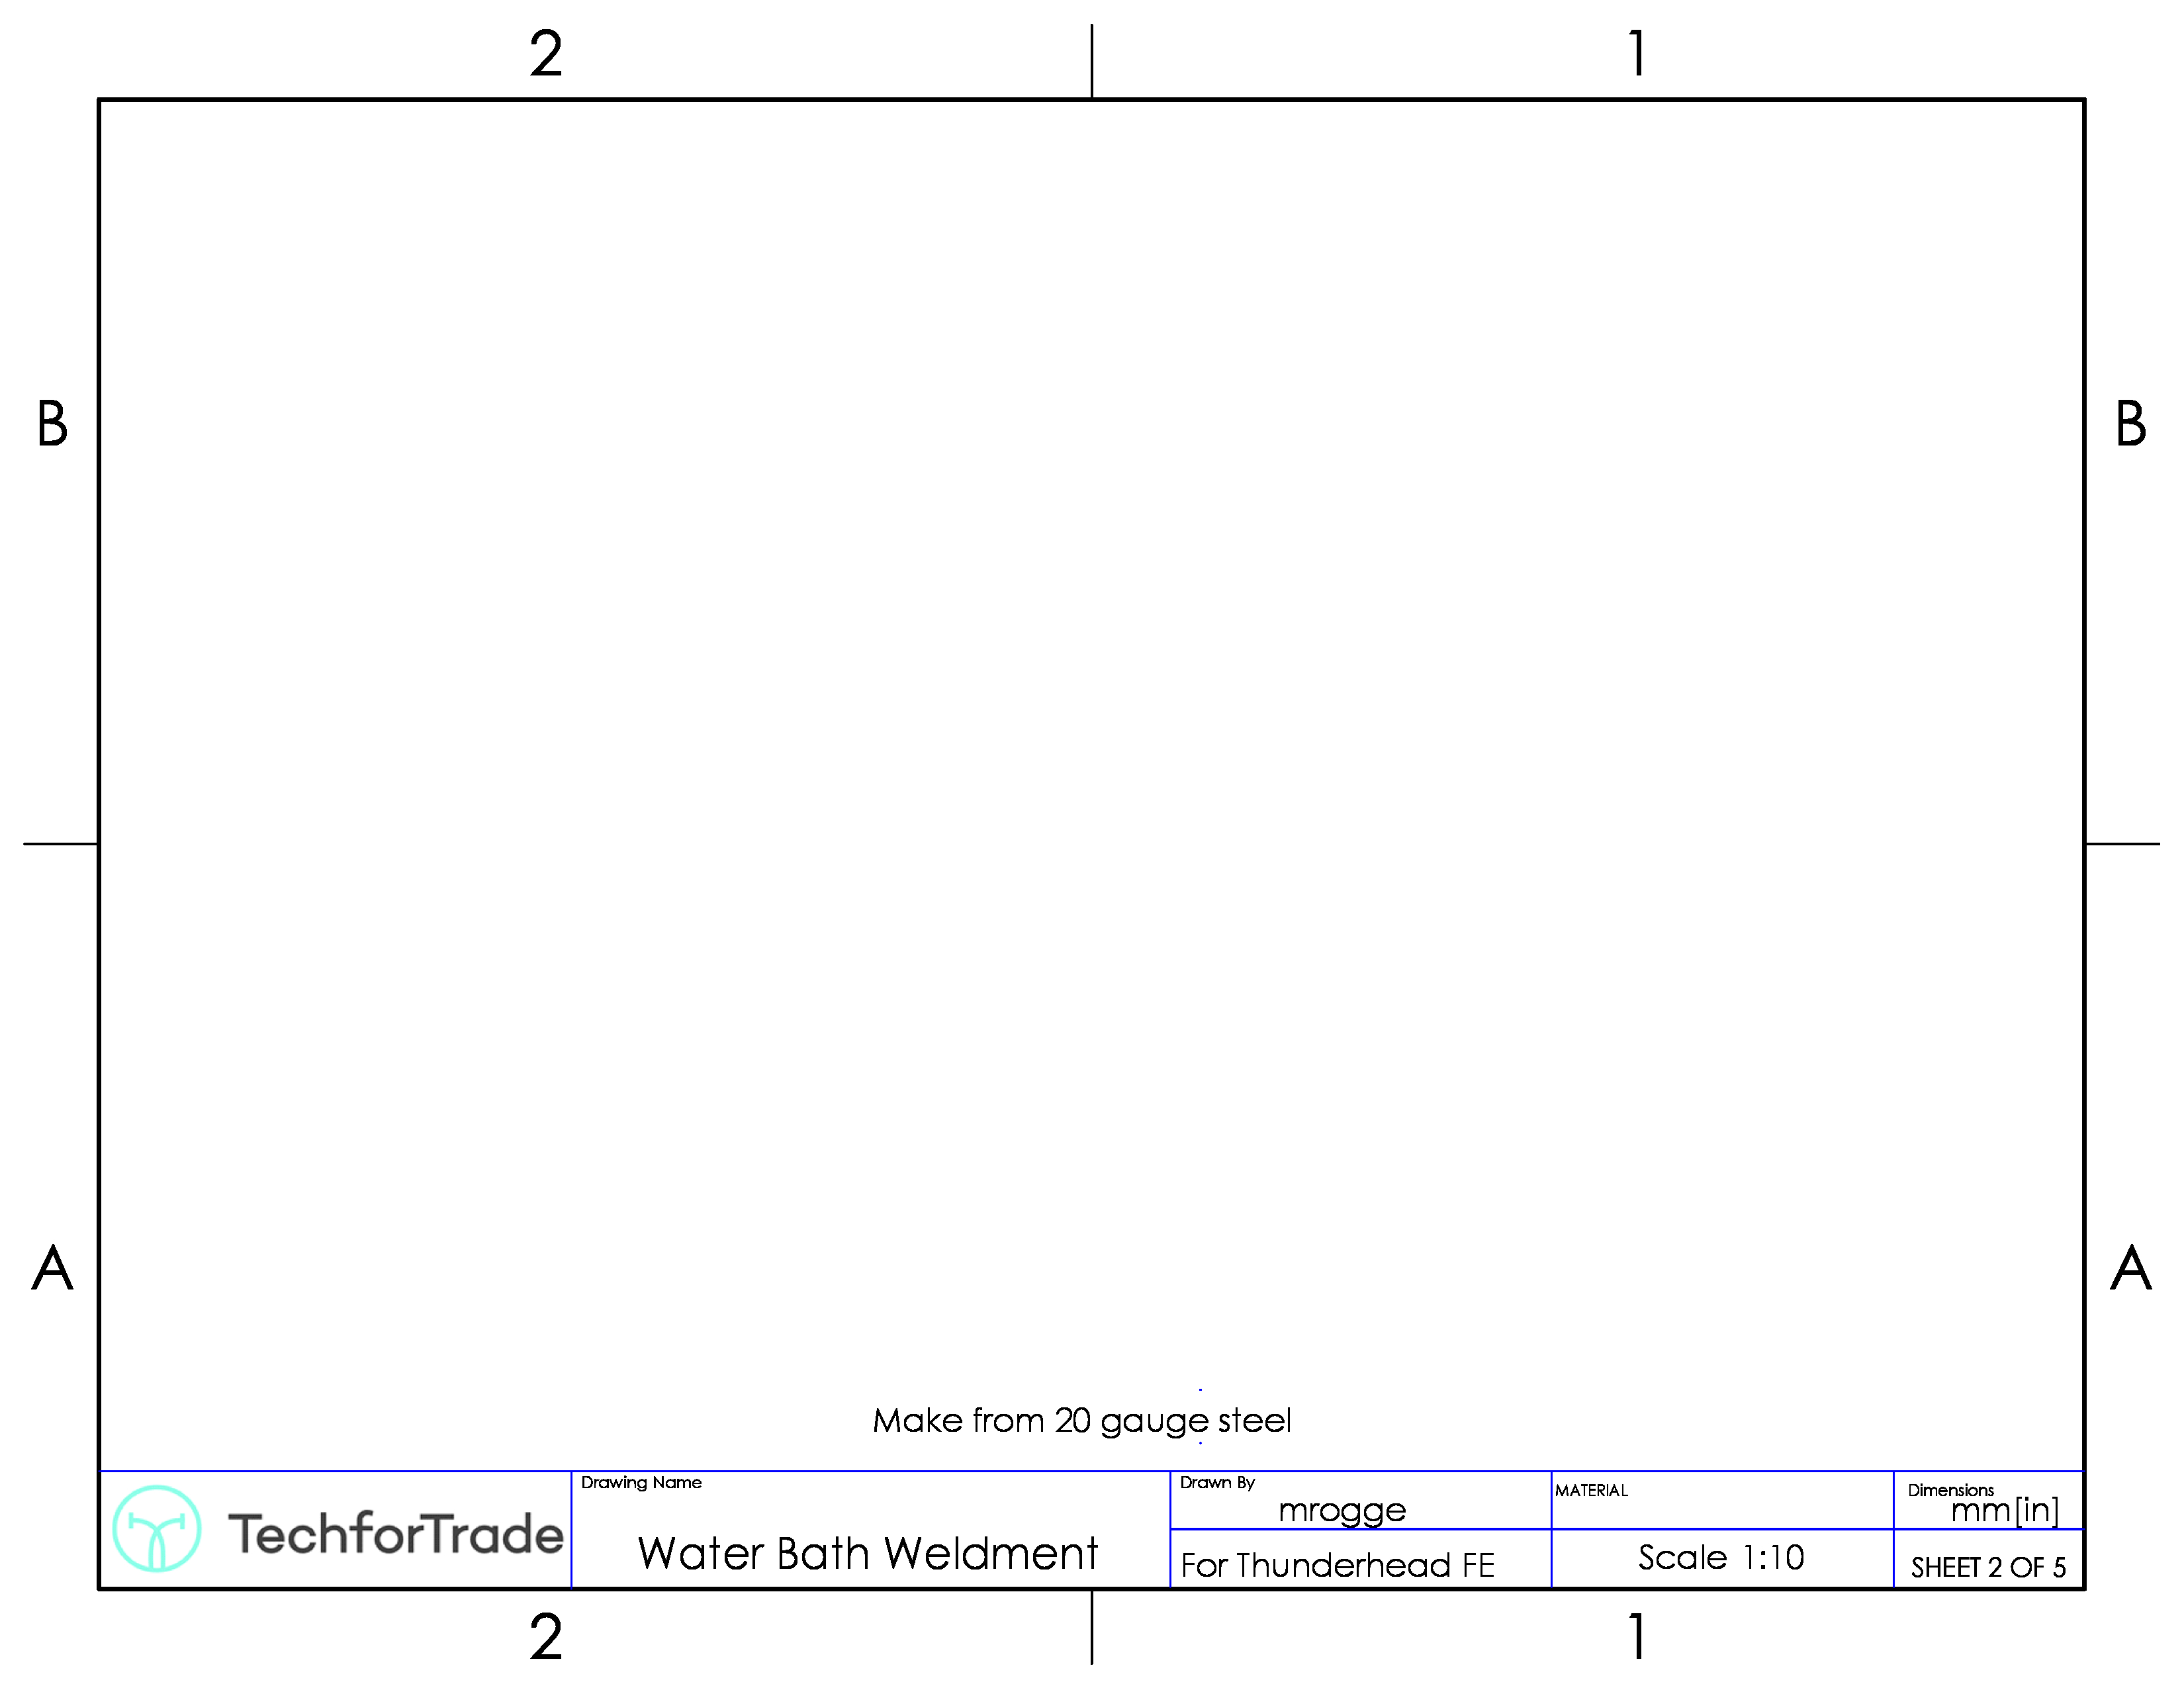 2 1
B B
A A
Make from 20 gauge steel
TechforTrade
Drawing Name
Water Bath Weldment
Drawn By
mrogge
For Thunderhead FE
MATERIAL
Scale 1:10
Dimensions
mm[in]
SHEET 2 OF 5
2 1